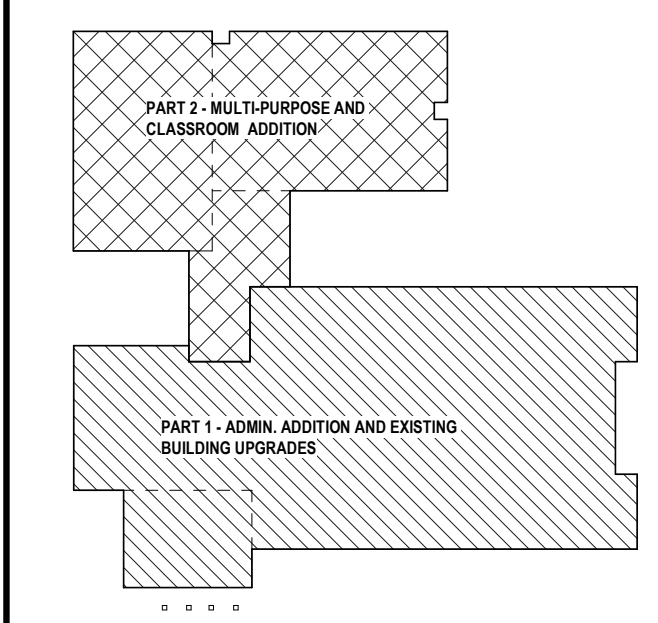 PART 2 - MULTI-PURPOSE AND
CLASSROOM ADDITION
PART 1 - ADMIN. ADDITION AND EXISTING
BUILDING UPGRADES